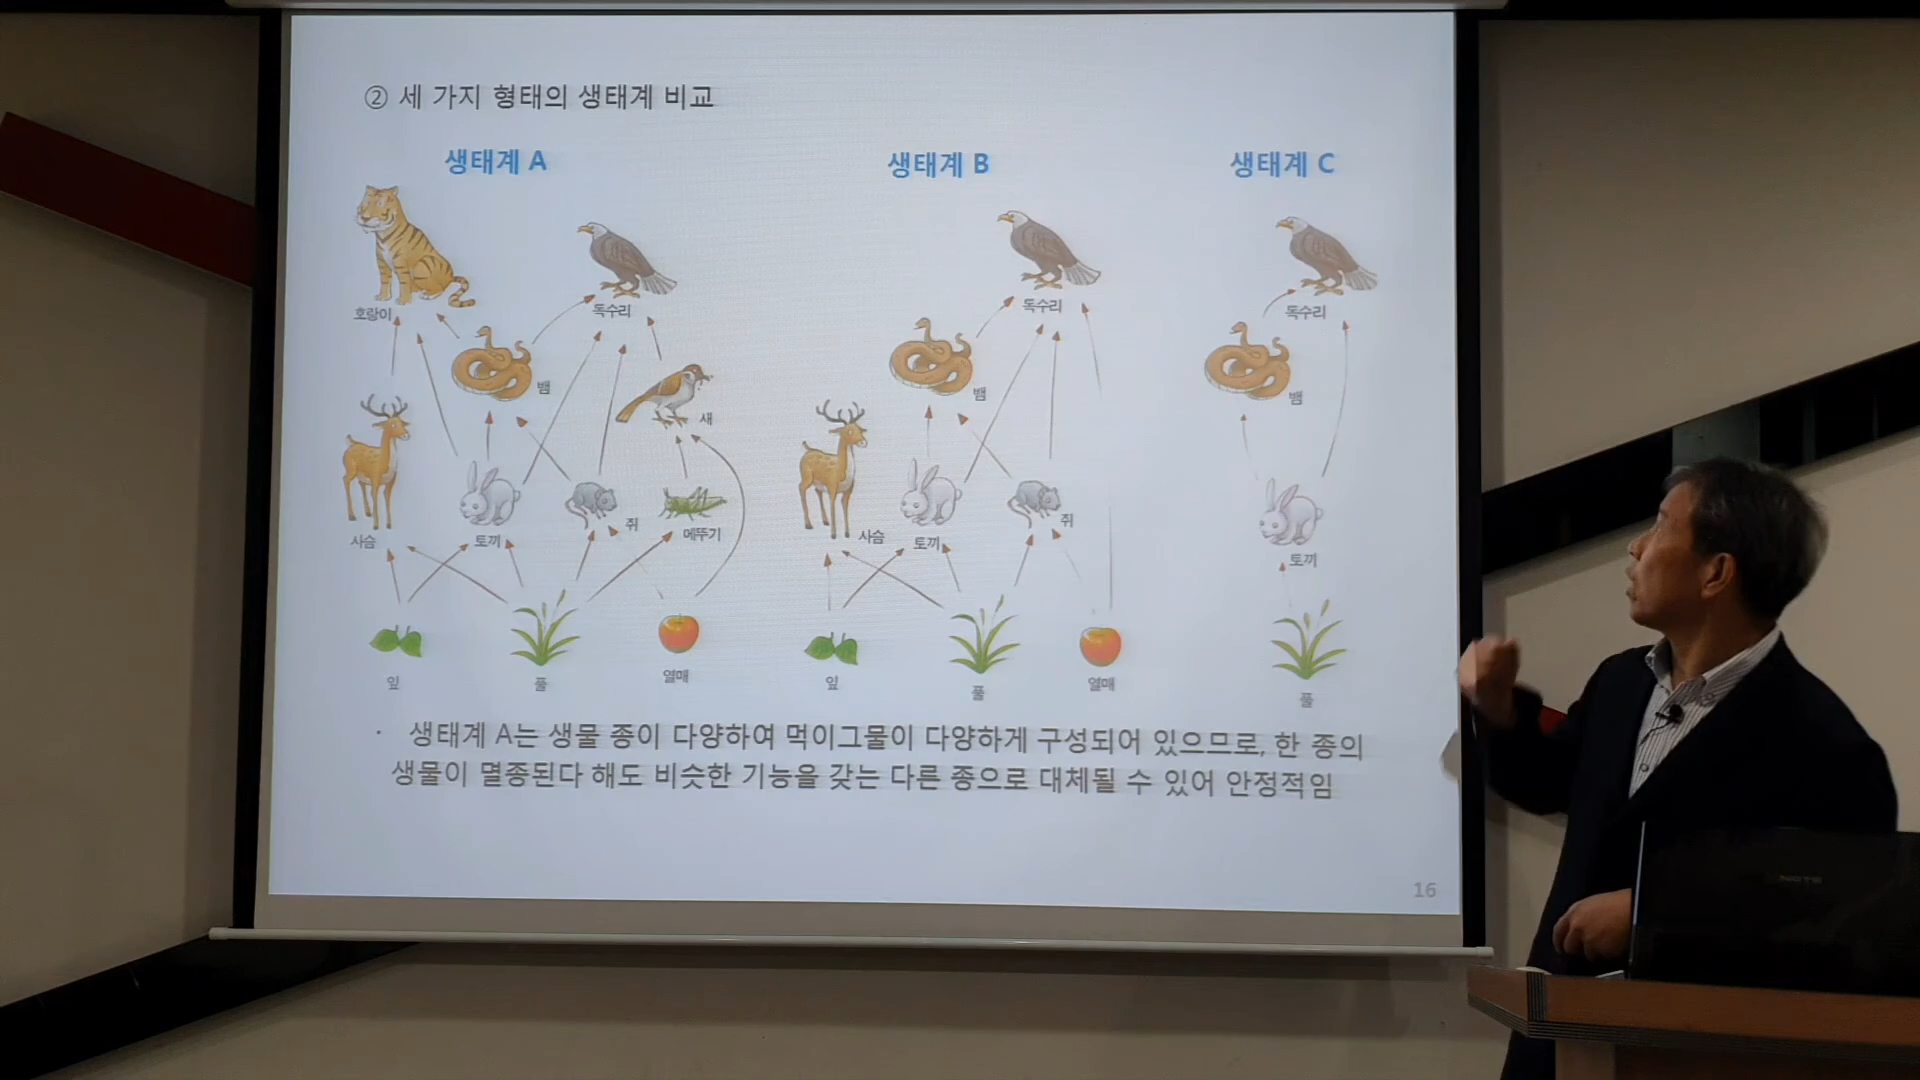 ② 세 가지 형태의 생태계 비교
생태계 A
생태계 B
생태계 C
호랑이
독수리
뱀
새
사슴
토끼
쥐
메뚜기
잎
풀
열매
독수리
뱀
사슴
토끼
쥐
잎
풀
열매
독수리
뱀
토끼
풀
· 생태계 A는 생물 종이 다양하여 먹이그물이 다양하게 구성되어 있으므로, 한 종의
생물이 멸종된다 해도 비슷한 기능을 갖는 다른 종으로 대체될 수 있어 안정적임
16